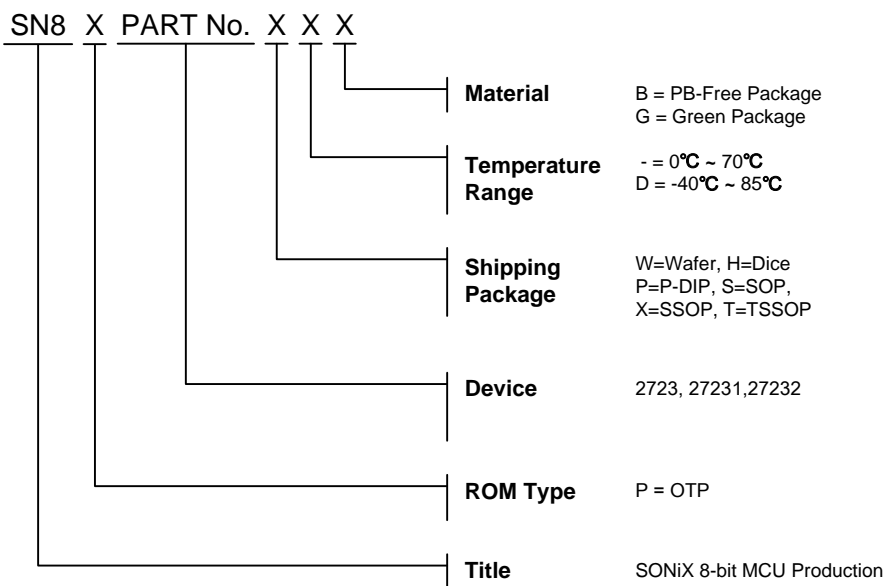 SN8 X PART No. X X X
Material
B = PB-Free Package
G = Green Package
Temperature
Range
- = 0℃ ~ 70℃
D = -40℃ ~ 85℃
Shipping
Package
W=Wafer, H=Dice
P=P-DIP, S=SOP,
X=SSOP, T=TSSOP
Device
2723, 27231,27232
ROM Type
P = OTP
Title
SONiX 8-bit MCU Production